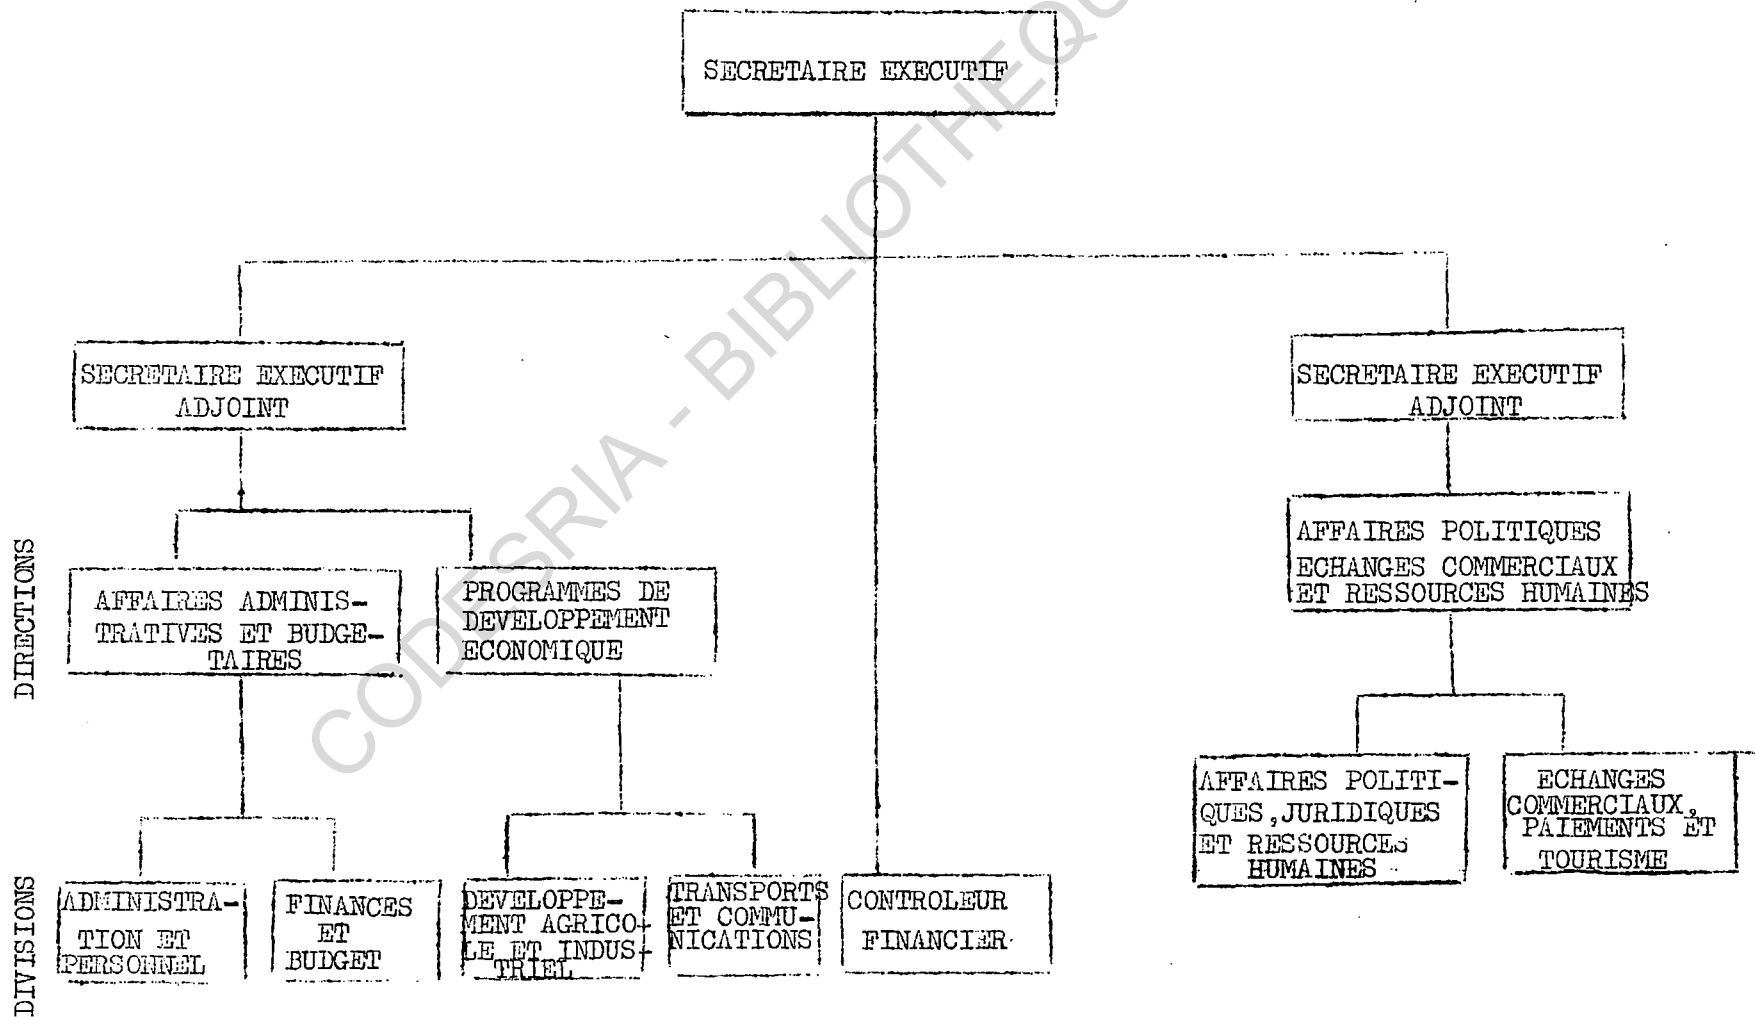 SECRETAIRE EXECUTIF
SECRETAIRE EXECUTIF
ADJOINT
SECRETAIRE EXECUTIF
ADJOINT
DIRECTIONS
AFFAIRES ADMINIS-
TRATIVES ET BUDGE-
TAIRES
PROGRAMMES DE
DEVELOPPEMENT
ECONOMIQUE
AFFAIRES POLITIQUES
ECHANGES COMMERCIAUX
ET RESSOURCES HUMAINES
AFFAIRES POLITI-
QUES,JURIDIQUES
ET RESSOURCES
HUMAINES
ECHANGES
COMMERCIAUX,
PAIEMENTS ET
TOURISME
DIVISIONS
ADMINISTRA-
TION ET
PERSONNEL
FINANCES
ET
BUDGET
DEVELOPPE-
MENT AGRICO-
LE ET INDUS-
TRIEL
TRANSPORTS
ET COMMU-
NICATIONS
CONTROLEUR
FINANCIER
CODESRIA - BIBLIOTHEQU